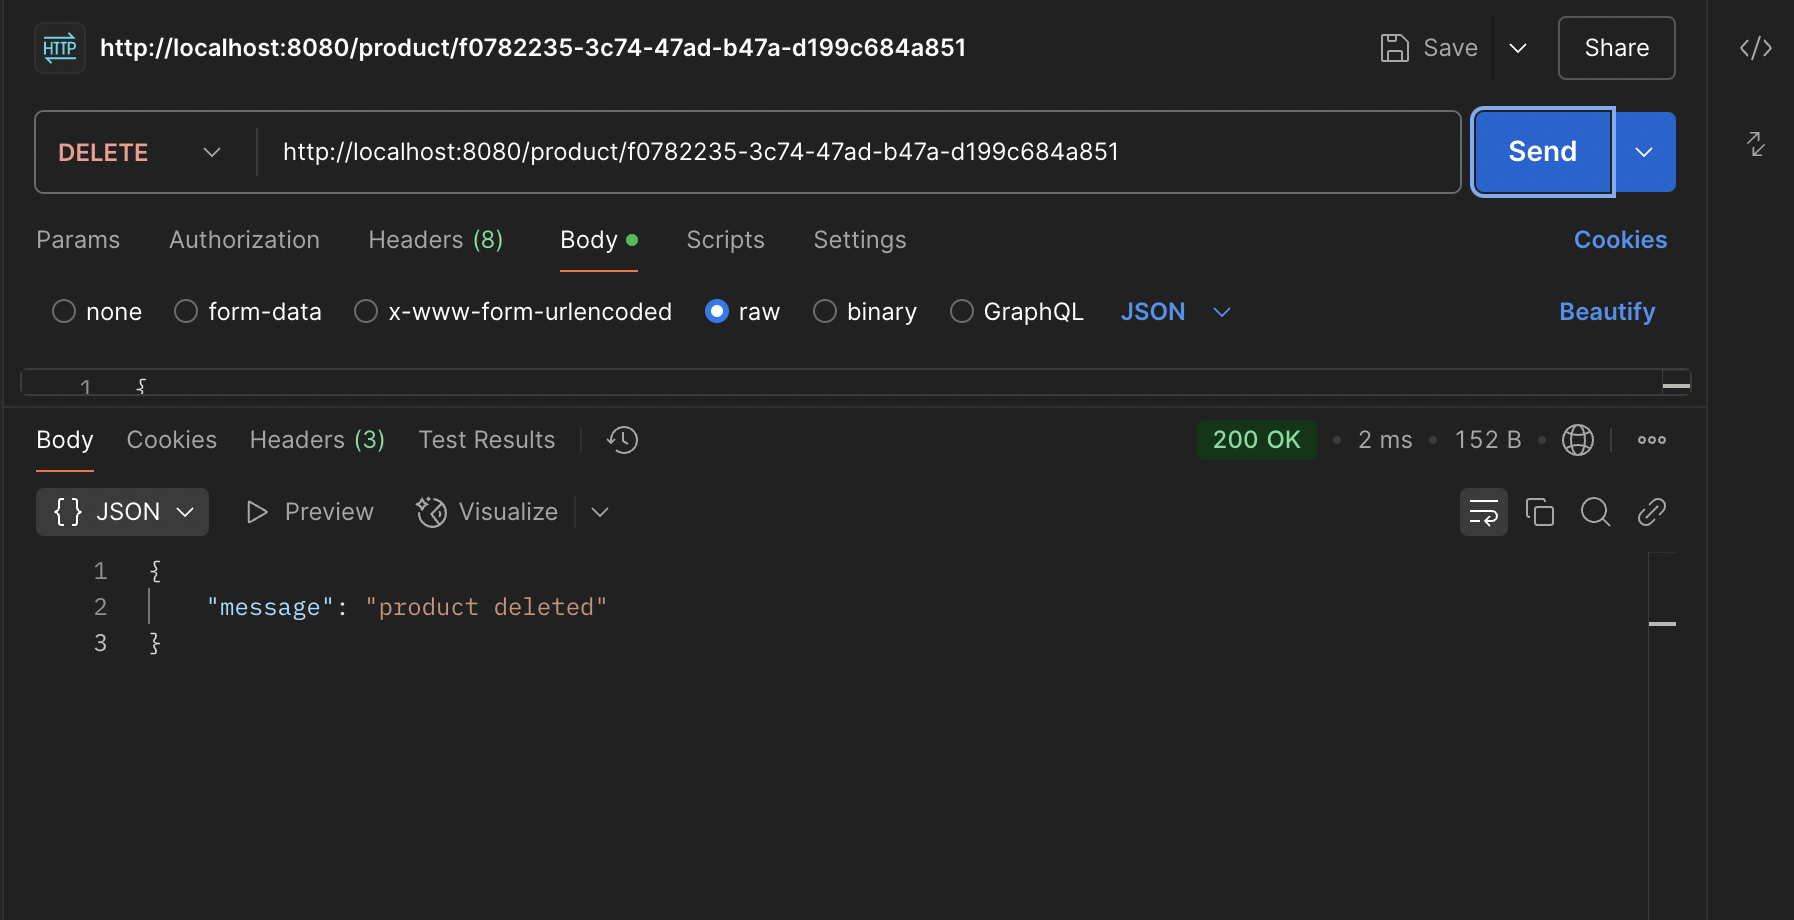 HTTP http://localhost:8080/product/f0782235-3c74-47ad-b47a-d199c684a851 Save Share
DELETE http://localhost:8080/product/f0782235-3c74-47ad-b47a-d199c684a851 Send
Params Authorization Headers (8) Body Scripts Settings Cookies
none form-data x-www-form-urlencoded raw binary GraphQL JSON Beautify
1 {
Body Cookies Headers (3) Test Results 200 OK • 2 ms • 152 B
{} JSON Preview Visualize
1 {
2 "message": "product deleted"
3 }